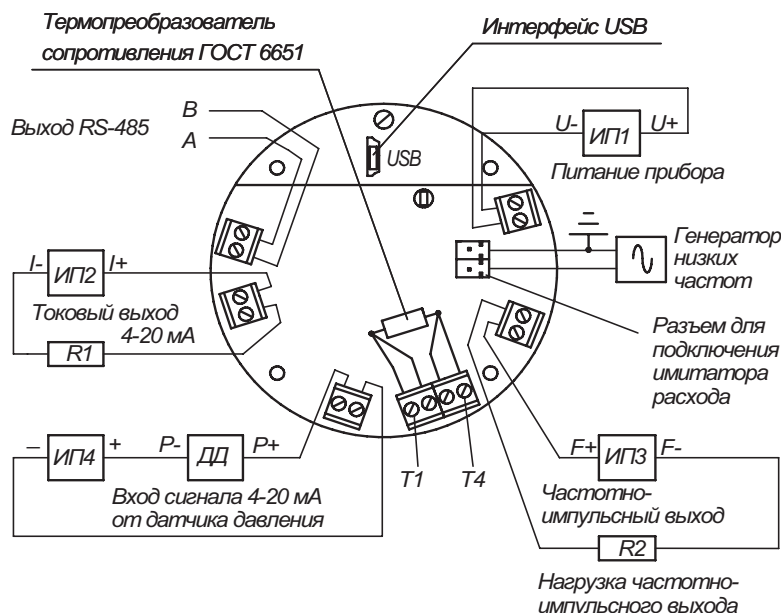 Термопреобразователь
сопротивления ГОСТ 6651
Интерфейс USB
Выход RS-485
B
A
USB
U-
ИП1
U+
Питание прибора
Генератор
низких
частот
I-
ИП2
I+
Токовый выход
4-20 мА
R1
Разъем для
подключения
имитатора
расхода
–
ИП4
+
P-
ДД
P+
Вход сигнала 4-20 мА
от датчика давления
T1
T4
F+
ИП3
F-
Частотно-
импульсный выход
R2
Нагрузка частотно-
импульсного выхода